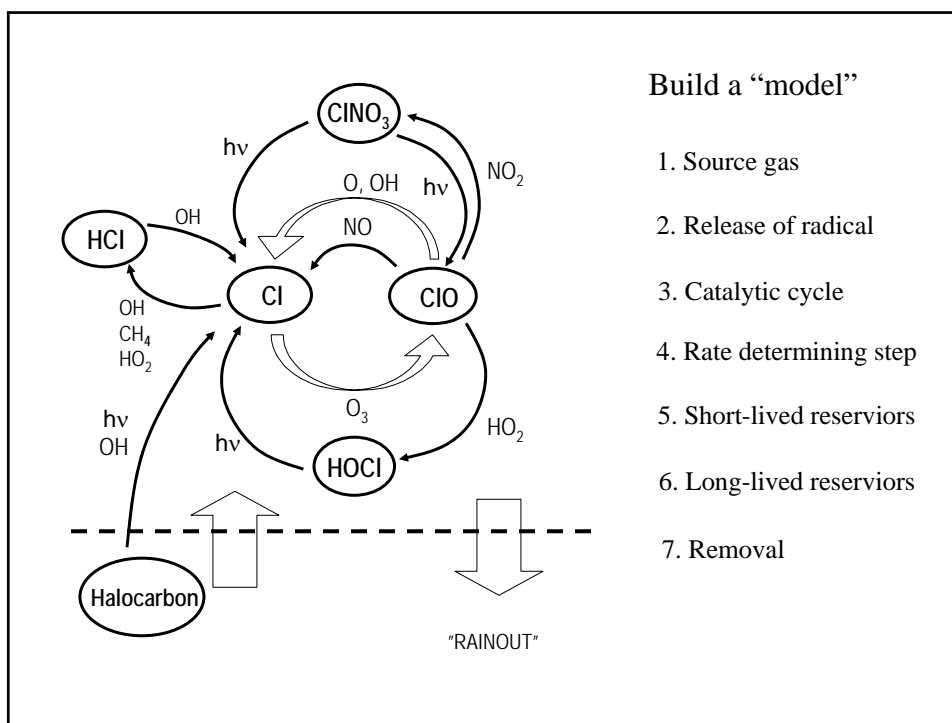 ClNO₃
hν
O, OH
hν
NO₂
NO
HCl
OH
Cl
ClO
OH
CH₄
HO₂
O₃
hν
OH
hν
HO₂
HOCl
Halocarbon
"RAINOUT"
Build a “model”
1. Source gas
2. Release of radical
3. Catalytic cycle
4. Rate determining step
5. Short-lived reserviors
6. Long-lived reserviors
7. Removal